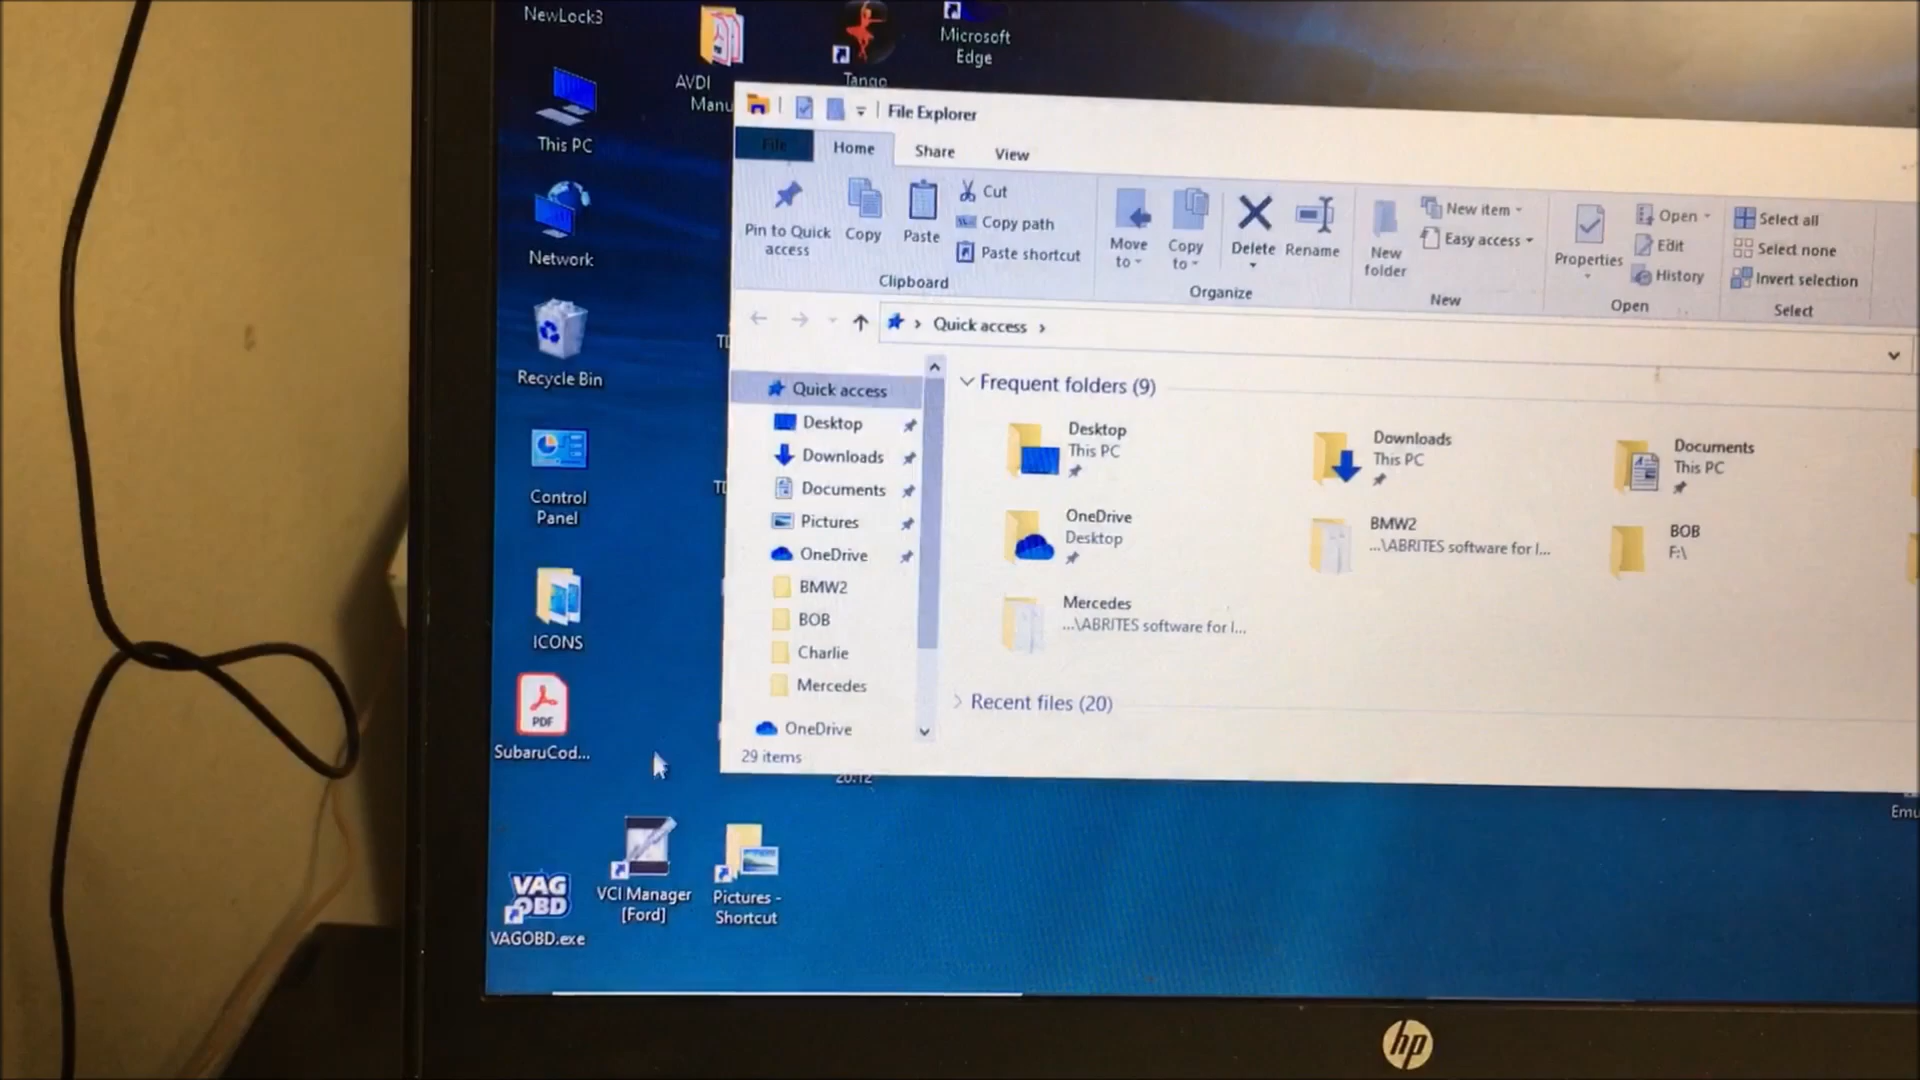 NewLock3
AVDI
Manu
Tango
Microsoft
Edge
This PC
Network
Recycle Bin
Control
Panel
ICONS
PDF
SubaruCod...
VAG
OBD
VAGOBD.exe
VCI Manager
[Ford]
Pictures -
Shortcut
20.12
Emu
File Explorer
File
Home
Share
View
Pin to Quick
access
Copy
Paste
Cut
Copy path
Paste shortcut
Clipboard
Move
to
Copy
to
Delete
Rename
Organize
New
folder
New item
Easy access
New
Properties
Open
Edit
History
Open
Select all
Select none
Invert selection
Select
Quick access
Quick access
Desktop
Downloads
Documents
Pictures
OneDrive
BMW2
BOB
Charlie
Mercedes
OneDrive
29 items
Frequent folders (9)
Desktop
This PC
Downloads
This PC
Documents
This PC
OneDrive
Desktop
BMW2
...\ABRITES software for I...
BOB
F:\
Mercedes
...\ABRITES software for I...
Recent files (20)
hp